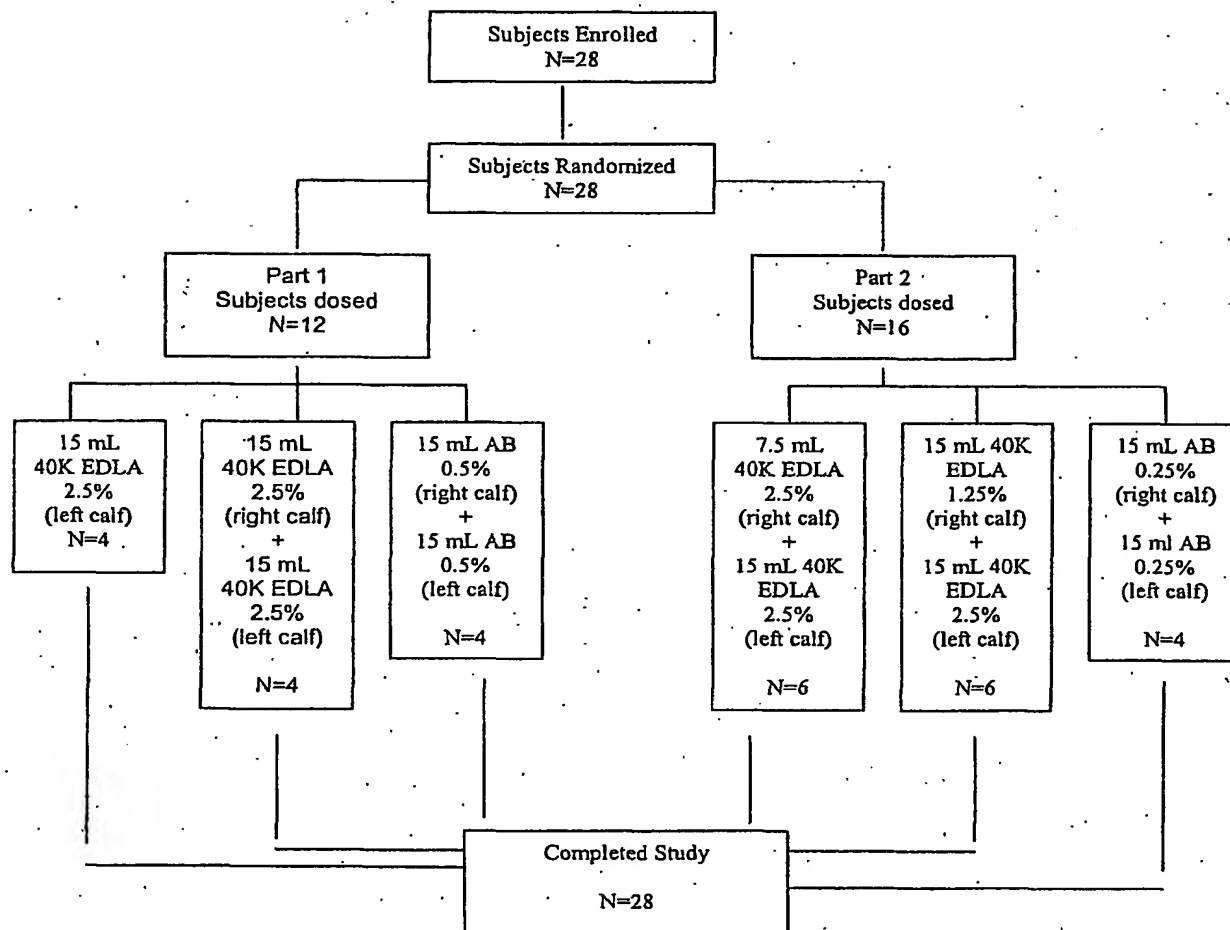 Subjects Enrolled
N=28
Subjects Randomized
N=28
Part 1
Subjects dosed
N=12
Part 2
Subjects dosed
N=16
15 mL
40K EDLA
2.5%
(left calf)
N=4
15 mL
40K EDLA
2.5%
(right calf)
+
15 mL
40K EDLA
2.5%
(left calf)
N=4
15 mL AB
0.5%
(right calf)
+
15 mL AB
0.5%
(left calf)
N=4
7.5 mL
40K EDLA
2.5%
(right calf)
+
15 mL 40K
EDLA
2.5%
(left calf)
N=6
15 mL 40K
EDLA
1.25%
(right calf)
+
15 mL 40K
EDLA
2.5%
(left calf)
N=6
15 mL AB
0.25%
(right calf)
+
15 ml AB
0.25%
(left calf)
N=4
Completed Study
N=28